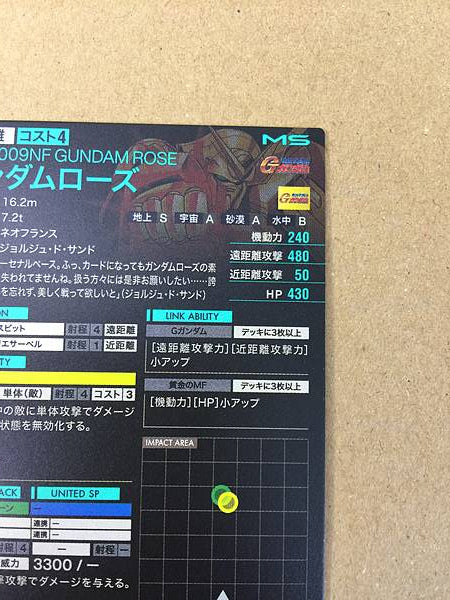 離 コスト4 MS
009NF GUNDAM ROSE
ダムローズ
16.2m
7.2t
地上 S 宇宙 A 砂漠 A 水中 B
ネオフランス
機動力 240
ジョルジュ・ド・サンド
遠距離攻撃 480
ーセナルベース。ふっ、カードになってもガンダムローズの素
近距離攻撃 50
失われてませんね。扱う方々には是非お願いしたい……誇
を忘れず、美しく戦って欲しいと」（ジョルジュ・ド・サンド）
HP 430
ON
LINK ABILITY
スピット 射程 4 遠距離
Gガンダム デッキに3枚以上
エサーベル 射程 1 近距離
[遠距離攻撃力][近距離攻撃力]
小アップ
TY
単体（敵） 射程 4 コスト 3
黄金のMF デッキに3枚以上
[機動力][HP]小アップ
中の敵に単体攻撃でダメージ
状態を無効化する。
IMPACT AREA
ACK UNITED SP
ーン ー
連携 ー
連携 ー
射程 4 ー 射程 ー
威力 3300 / ー
攻撃でダメージを与える。